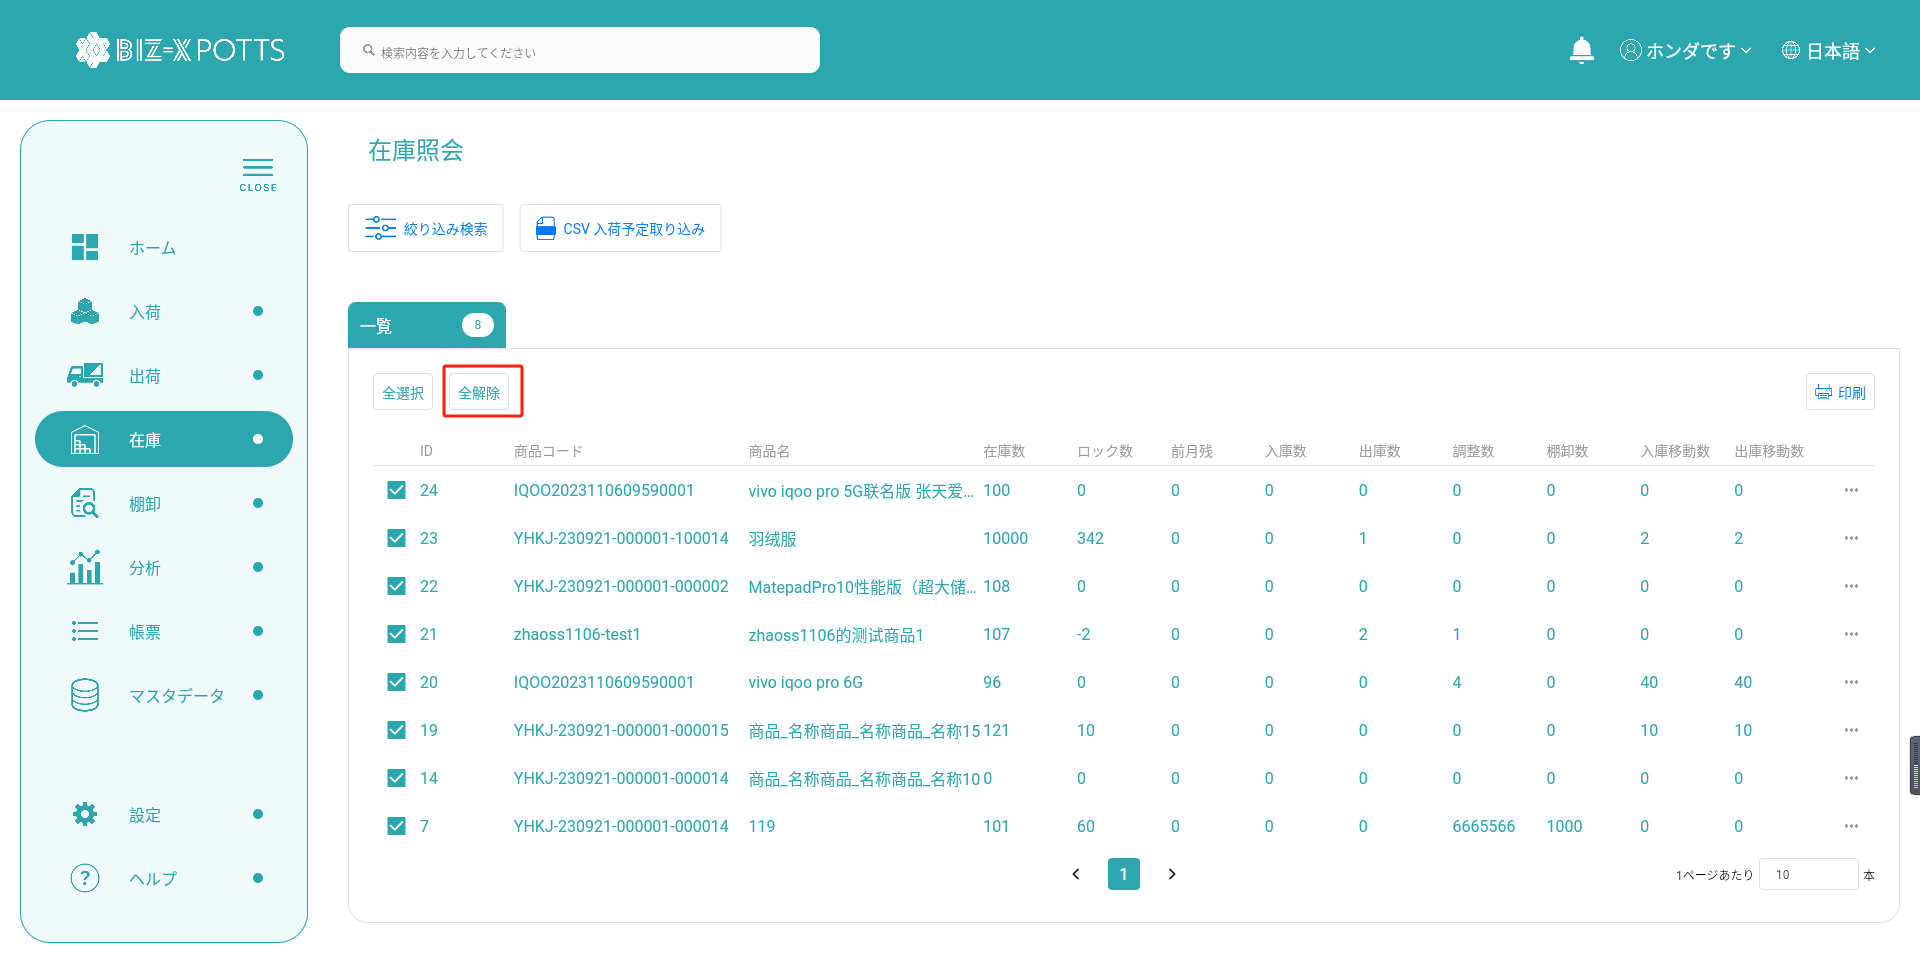 BIZ-X POTTS
検索内容を入力してください
ホンダです
日本語
CLOSE
ホーム
入荷
出荷
在庫
棚卸
分析
帳票
マスタデータ
設定
ヘルプ
在庫照会
絞り込み検索
CSV 入荷予定取り込み
一覧 8
全選択 全解除 印刷
ID 商品コード 商品名 在庫数 ロック数 前月残 入庫数 出庫数 調整数 棚卸数 入庫移動数 出庫移動数
24 IQOO2023110609590001 vivo iqoo pro 5G联名版 张天爱... 100 0 0 0 0 0 0 0 0 ...
23 YHKJ-230921-000001-100014 羽绒服 10000 342 0 0 1 0 0 2 2 ...
22 YHKJ-230921-000001-000002 MatepadPro10性能版（超大储... 108 0 0 0 0 0 0 0 0 ...
21 zhaoss1106-test1 zhaoss1106的测试商品1 107 -2 0 0 2 1 0 0 0 ...
20 IQOO2023110609590001 vivo iqoo pro 6G 96 0 0 0 0 4 0 40 40 ...
19 YHKJ-230921-000001-000015 商品_名称商品_名称商品_名称15 121 10 0 0 0 0 0 10 10 ...
14 YHKJ-230921-000001-000014 商品_名称商品_名称商品_名称10 0 0 0 0 0 0 0 0 0 ...
7 YHKJ-230921-000001-000014 119 101 60 0 0 0 6665566 1000 0 0 ...
1
1ページあたり 10 本